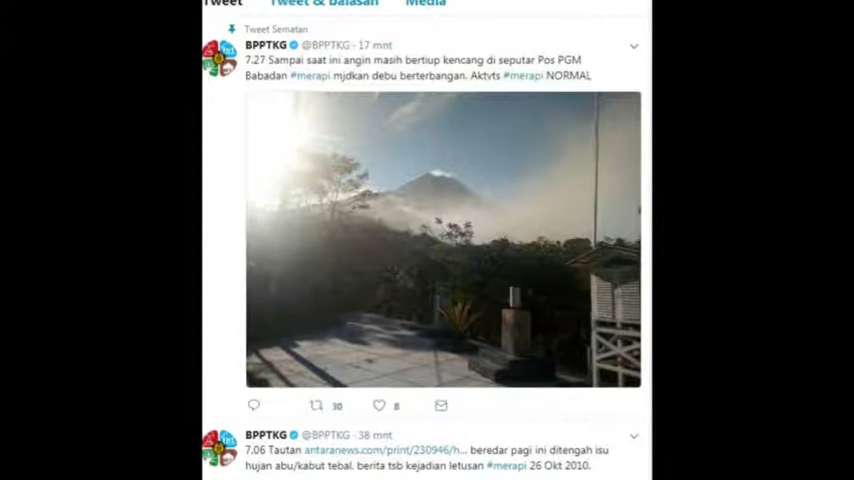 Tweet Tweet & balasan Media
Tweet Sematan
BPPTKG @BPPTKG · 17 mnt
7.27 Sampai saat ini angin masih bertiup kencang di seputar Pos PGM
Babadan #merapi mjdkan debu berterbangan. Aktvts #merapi NORMAL
30 8
BPPTKG @BPPTKG · 38 mnt
7.06 Tautan antaranews.com/print/230946/h... beredar pagi ini ditengah isu
hujan abu/kabut tebal. berita tsb kejadian letusan #merapi 26 Okt 2010.